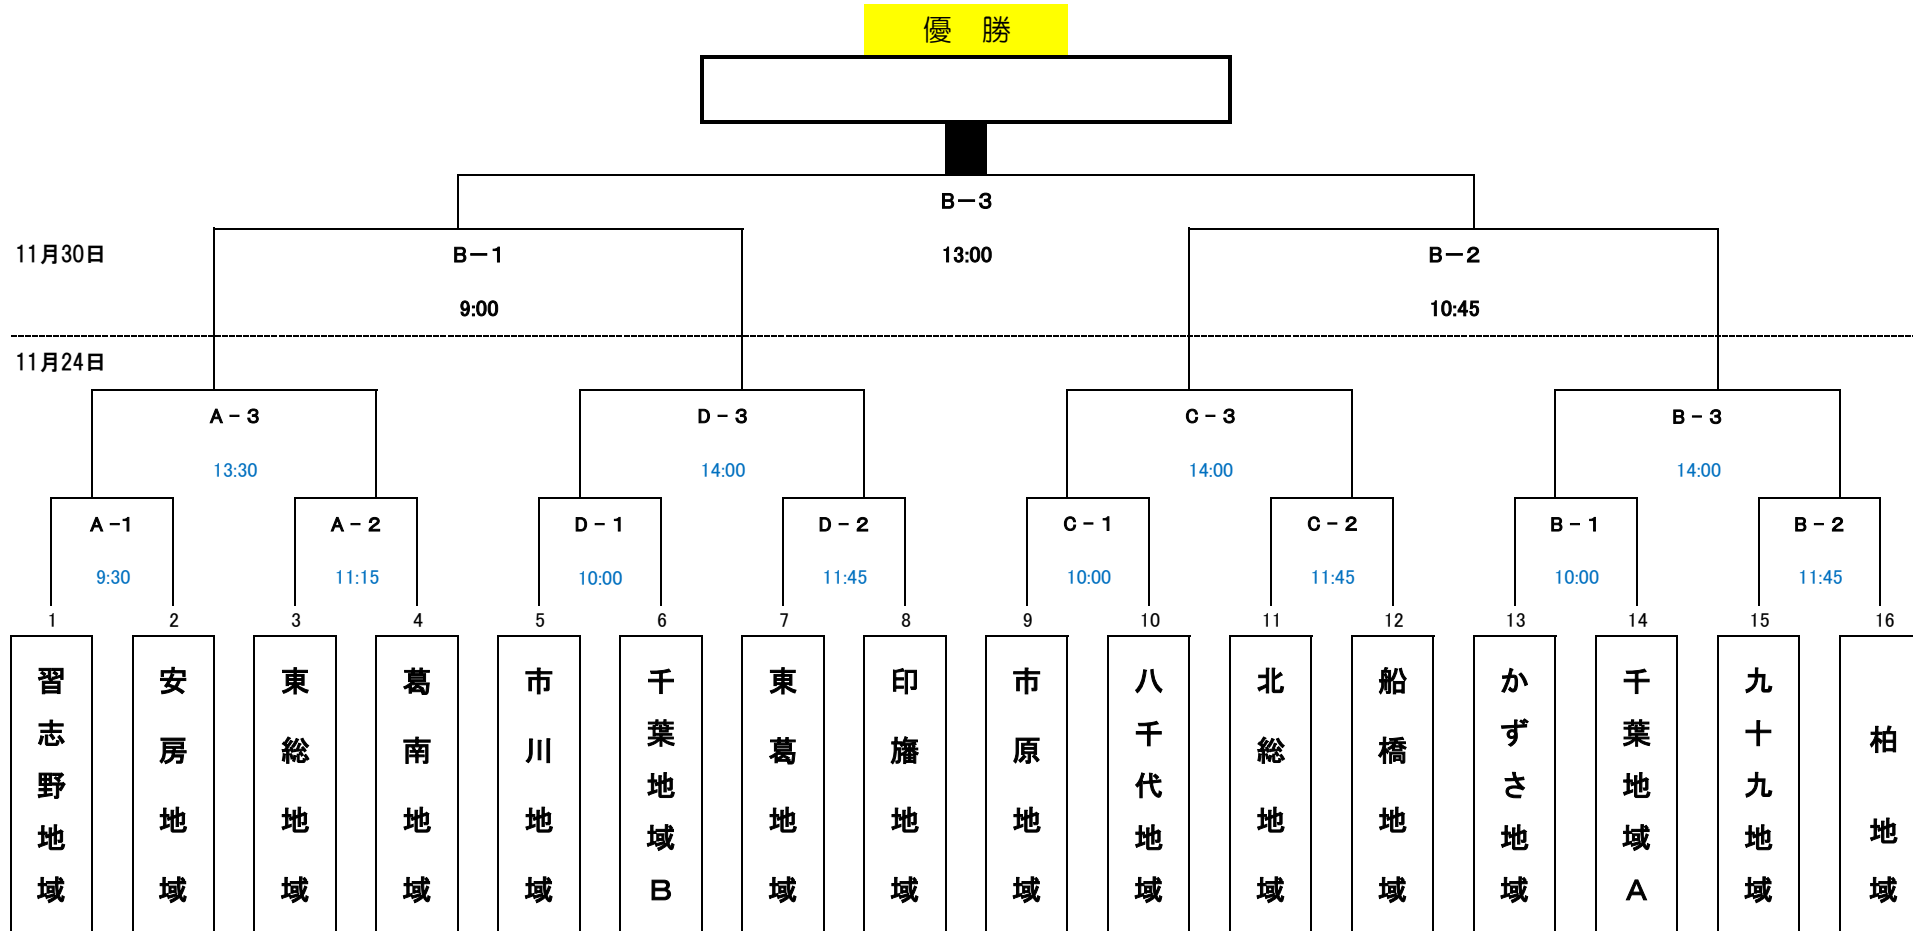 優　勝
B－3
11月30日
B－1
13:00
B－2
9:00
10:45
11月24日
A－3
D－3
C－3
B－3
13:30
14:00
14:00
14:00
A－1
A－2
D－1
D－2
C－1
C－2
B－1
B－2
9:30
11:15
10:00
11:45
10:00
11:45
10:00
11:45
1
2
3
4
5
6
7
8
9
10
11
12
13
14
15
16
習志野地域
安房地域
東総地域
葛南地域
市川地域
千葉地域B
東葛地域
印旛地域
市原地域
八千代地域
北総地域
船橋地域
かずさ地域
千葉地域A
九十九地域
柏地域